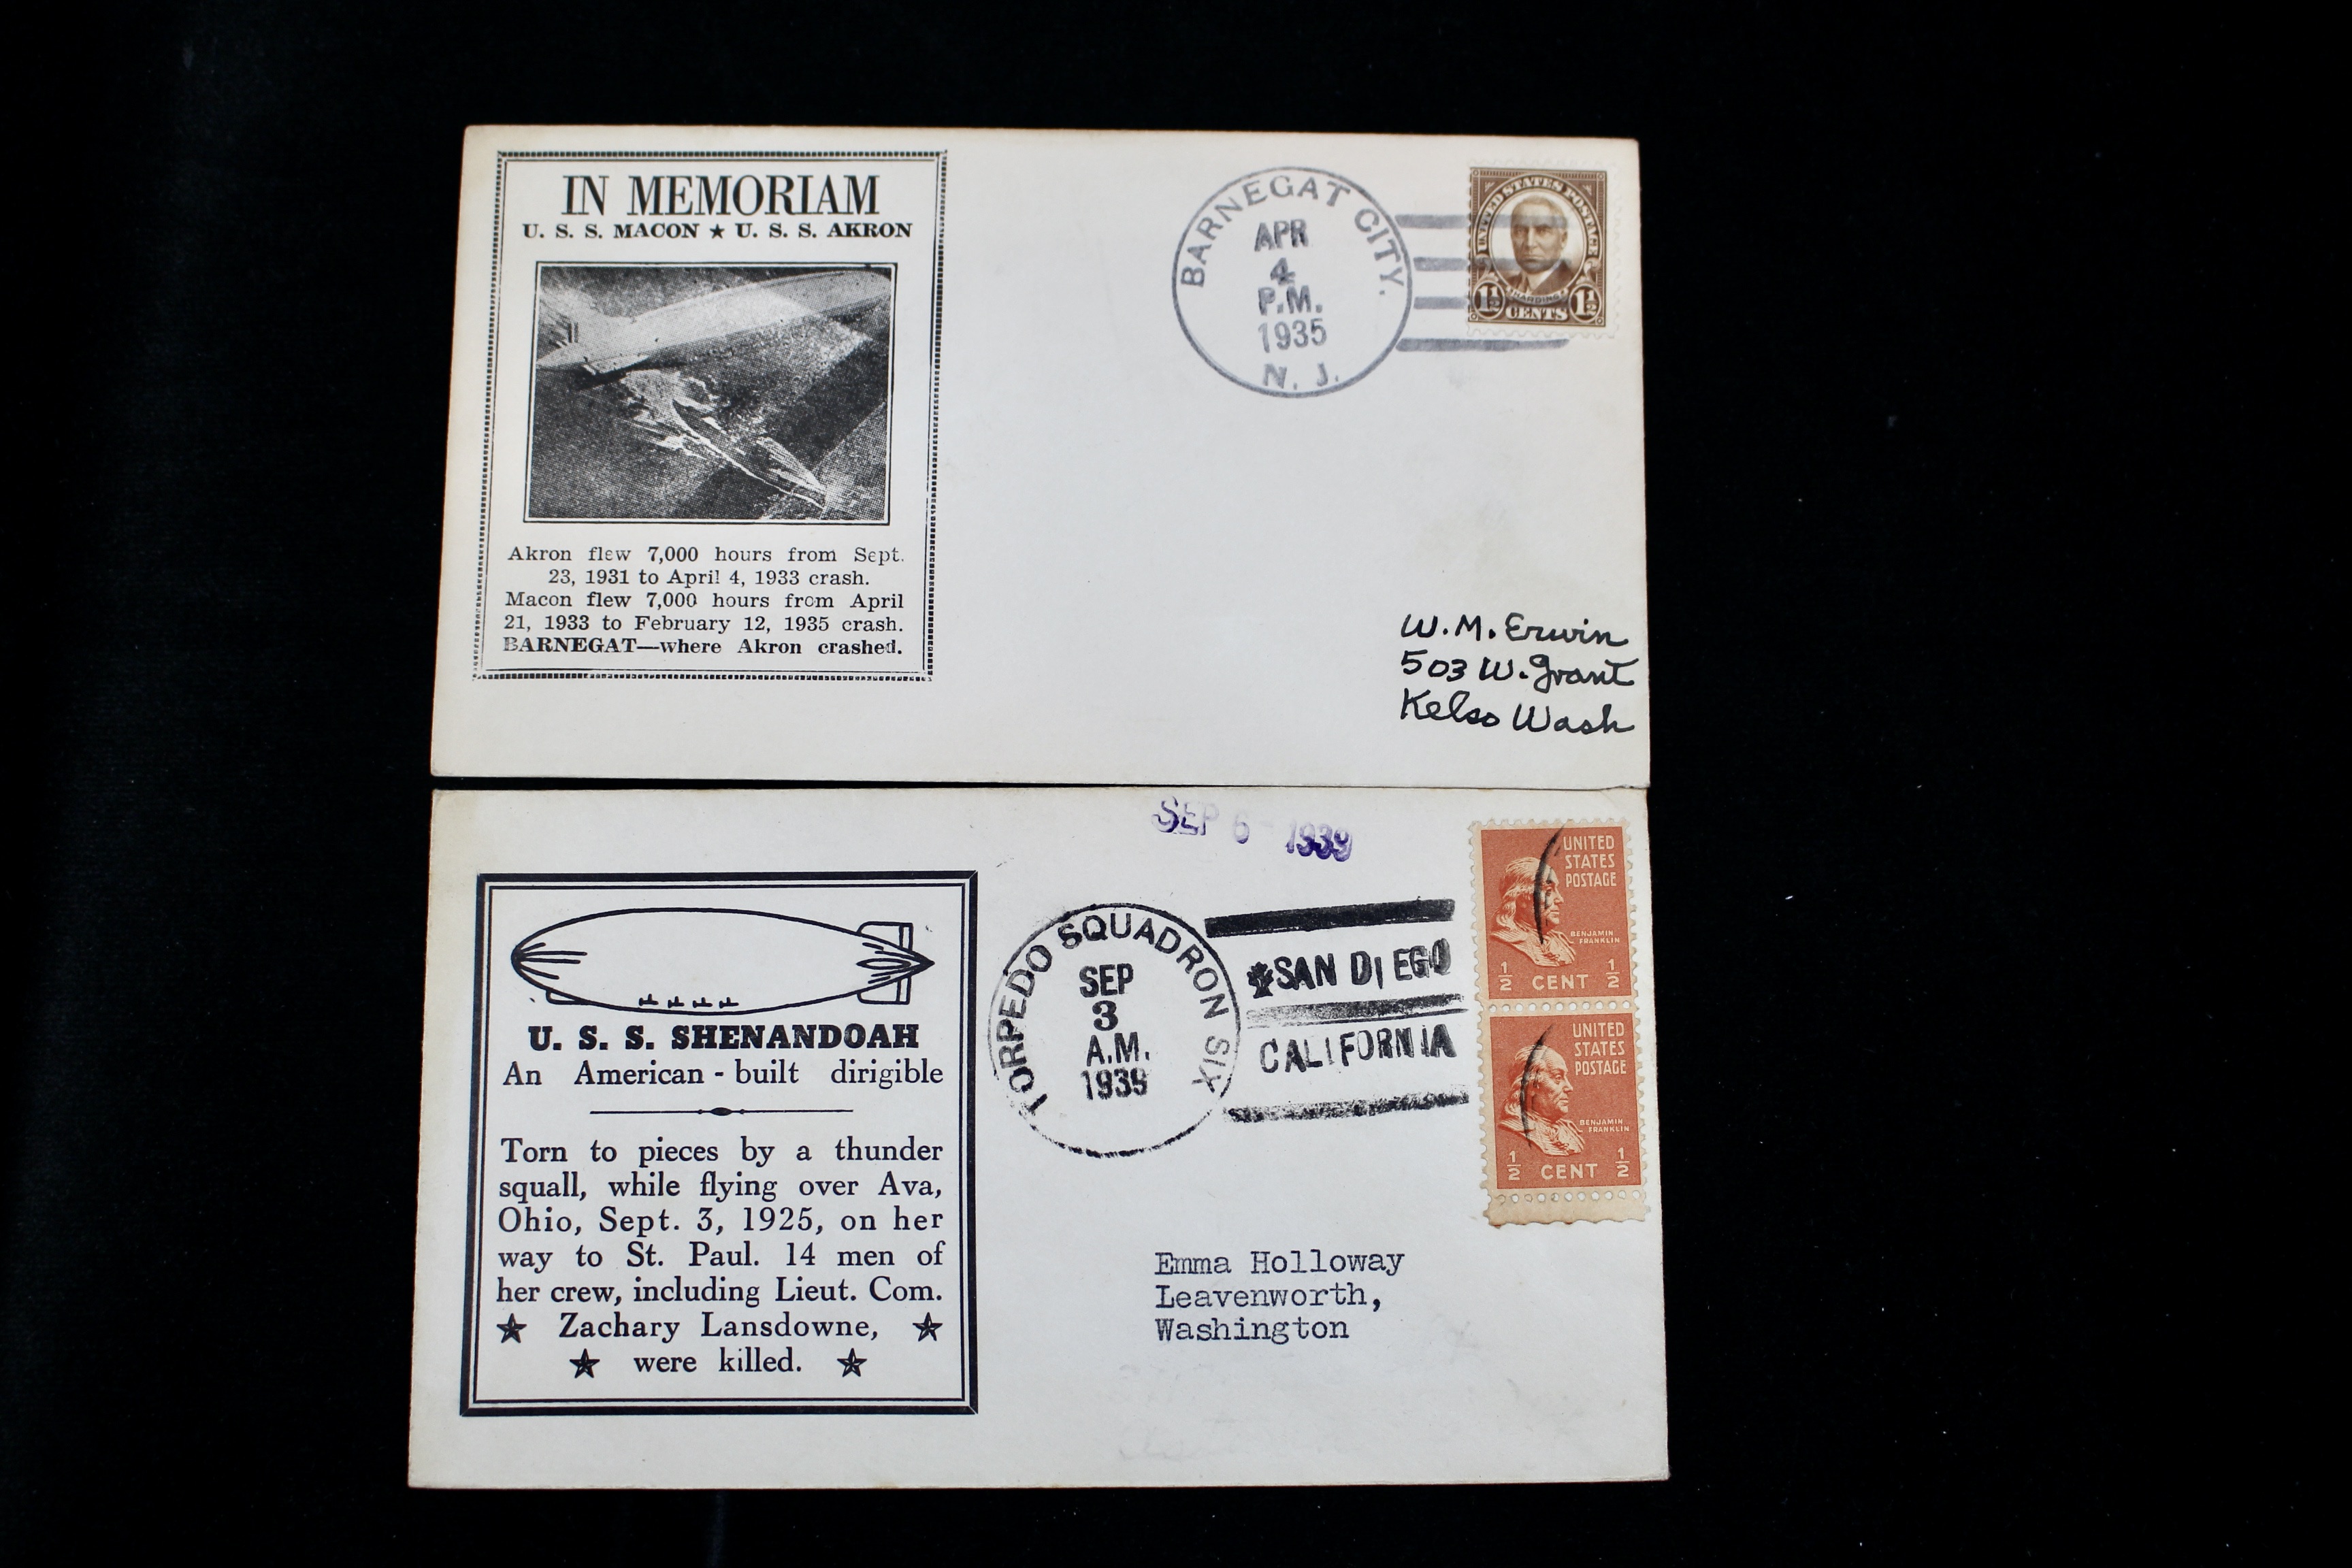 IN MEMORIAM
U. S. S. MACON ★ U. S. S. AKRON
Akron flew 7,000 hours from Sept.
23, 1931 to April 4, 1933 crash.
Macon flew 7,000 hours from April
21, 1933 to February 12, 1935 crash.
BARNEGAT—where Akron crashed.
BARNEGAT CITY.
APR
4
P.M.
1935
N. J.
UNITED STATES POSTAGE
HARDING
1½ CENTS 1½
W.M. Erwin
503 W. Grant
Kelso Wash
SEP 6 1939
U. S. S. SHENANDOAH
An American - built dirigible
Torn to pieces by a thunder
squall, while flying over Ava,
Ohio, Sept. 3, 1925, on her
way to St. Paul. 14 men of
her crew, including Lieut. Com.
★ Zachary Lansdowne, ★
★ were killed. ★
TORPEDO SQUADRON SIX
SEP
3
A.M.
1939
SAN DIEGO
CALIFORNIA
UNITED
STATES
POSTAGE
BENJAMIN
FRANKLIN
½ CENT ½
UNITED
STATES
POSTAGE
BENJAMIN
FRANKLIN
½ CENT ½
Emma Holloway
Leavenworth,
Washington